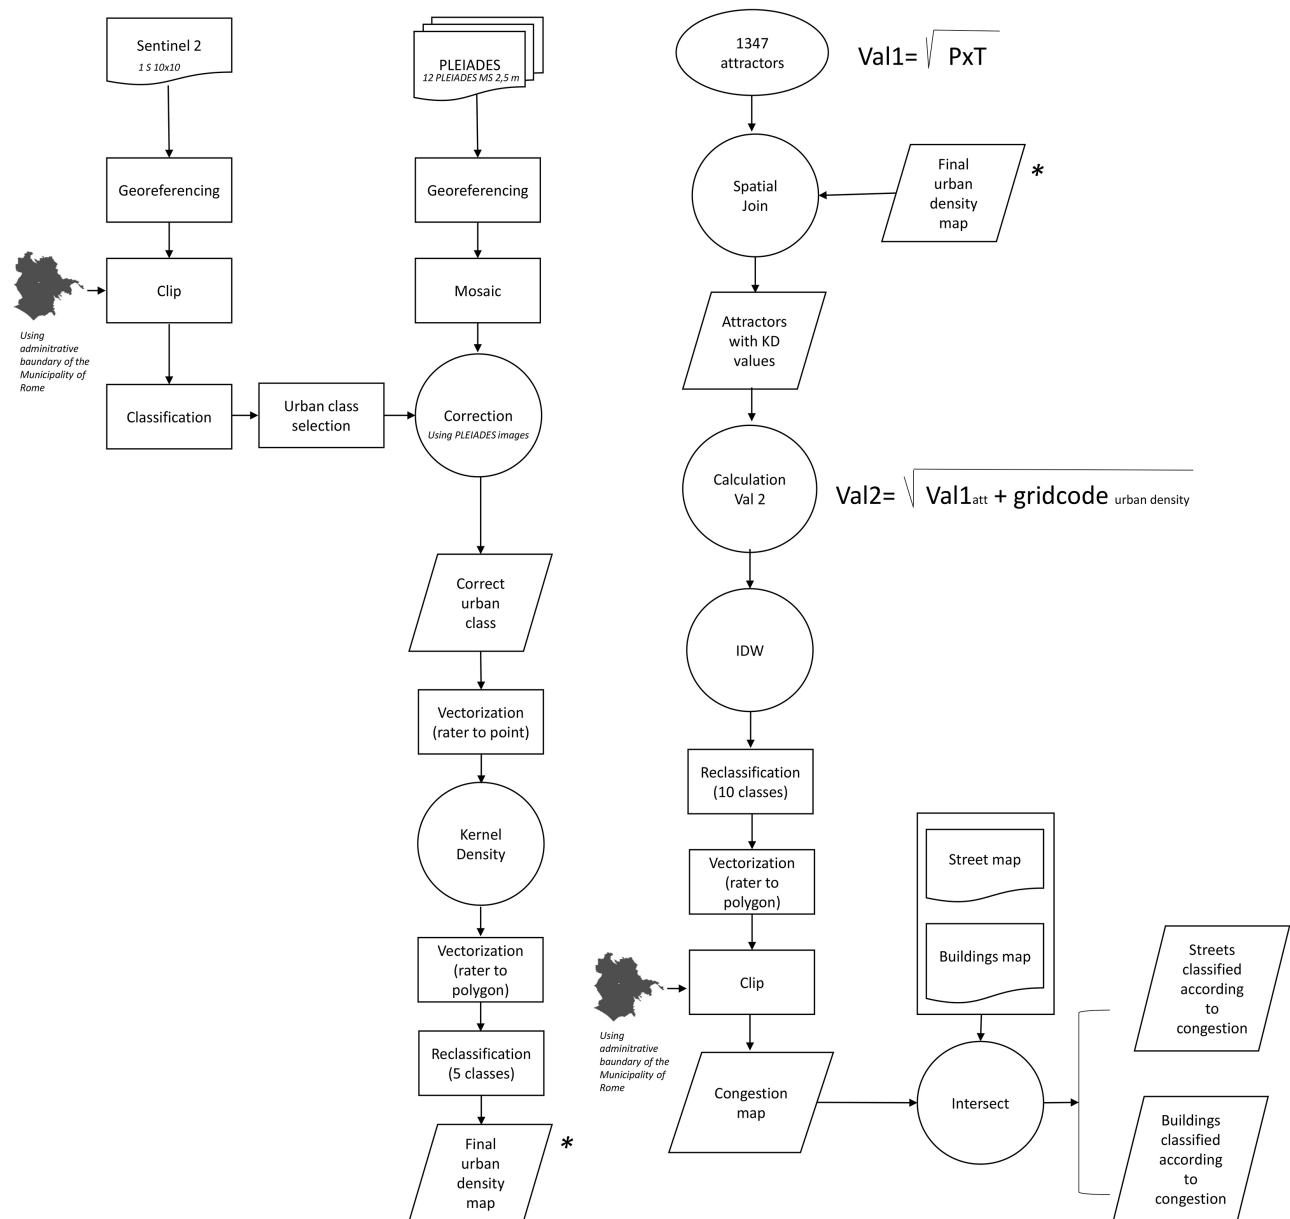 Sentinel 2
1 S 10x10
Georeferencing
Clip
Using
adminitrative
baundary of the
Municipality of
Rome
Classification
Urban class
selection
PLEIADES
12 PLEIADES MS 2,5 m
Georeferencing
Mosaic
Correction
Using PLEIADES images
Correct
urban
class
Vectorization
(rater to point)
Kernel
Density
Vectorization
(rater to
polygon)
Reclassification
(5 classes)
Final
urban
density
map
*
1347
attractors
Val1= √ PxT
Spatial
Join
Final
urban
density
map
*
Attractors
with KD
values
Calculation
Val 2
Val2= √ Val1att + gridcode urban density
IDW
Reclassification
(10 classes)
Vectorization
(rater to
polygon)
Clip
Using
adminitrative
baundary of the
Municipality of
Rome
Congestion
map
Street map
Buildings map
Intersect
Streets
classified
according
to
congestion
Buildings
classified
according
to
congestion